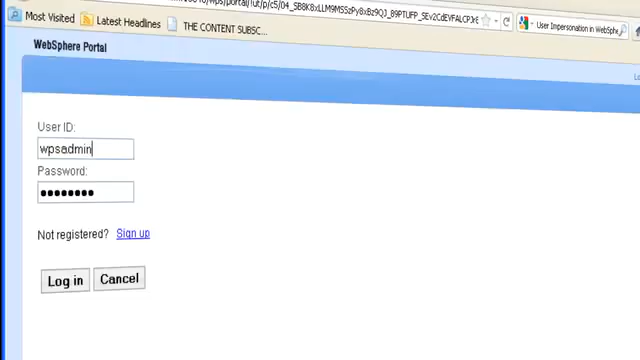 Most Visited Latest Headlines THE CONTENT SUBSC...
User Impersonation in WebSphe
WebSphere Portal
User ID:
wpsadmin
Password:
●●●●●●●●
Not registered? Sign up
Log in Cancel